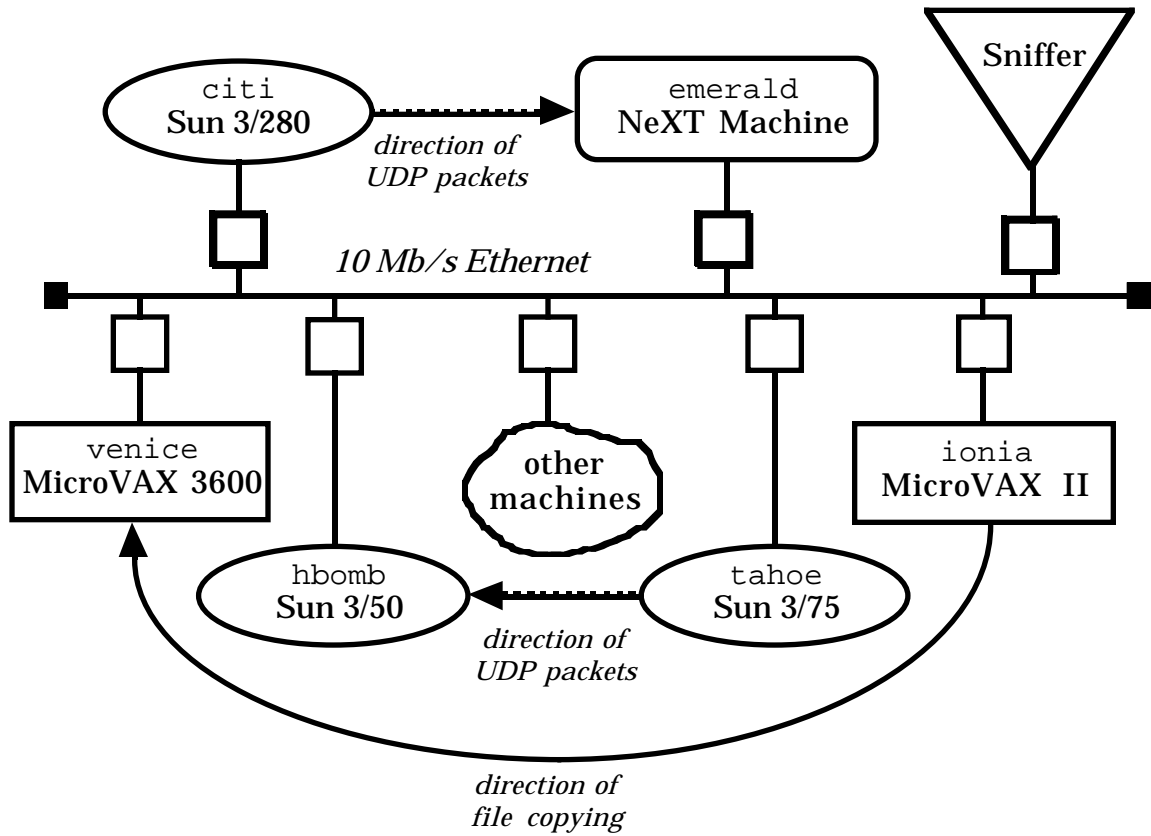 citi
Sun 3/280
direction of
UDP packets
emerald
NeXT Machine
Sniffer
10 Mb/s Ethernet
venice
MicroVAX 3600
other
machines
ionia
MicroVAX II
hbomb
Sun 3/50
direction of
UDP packets
tahoe
Sun 3/75
direction of
file copying